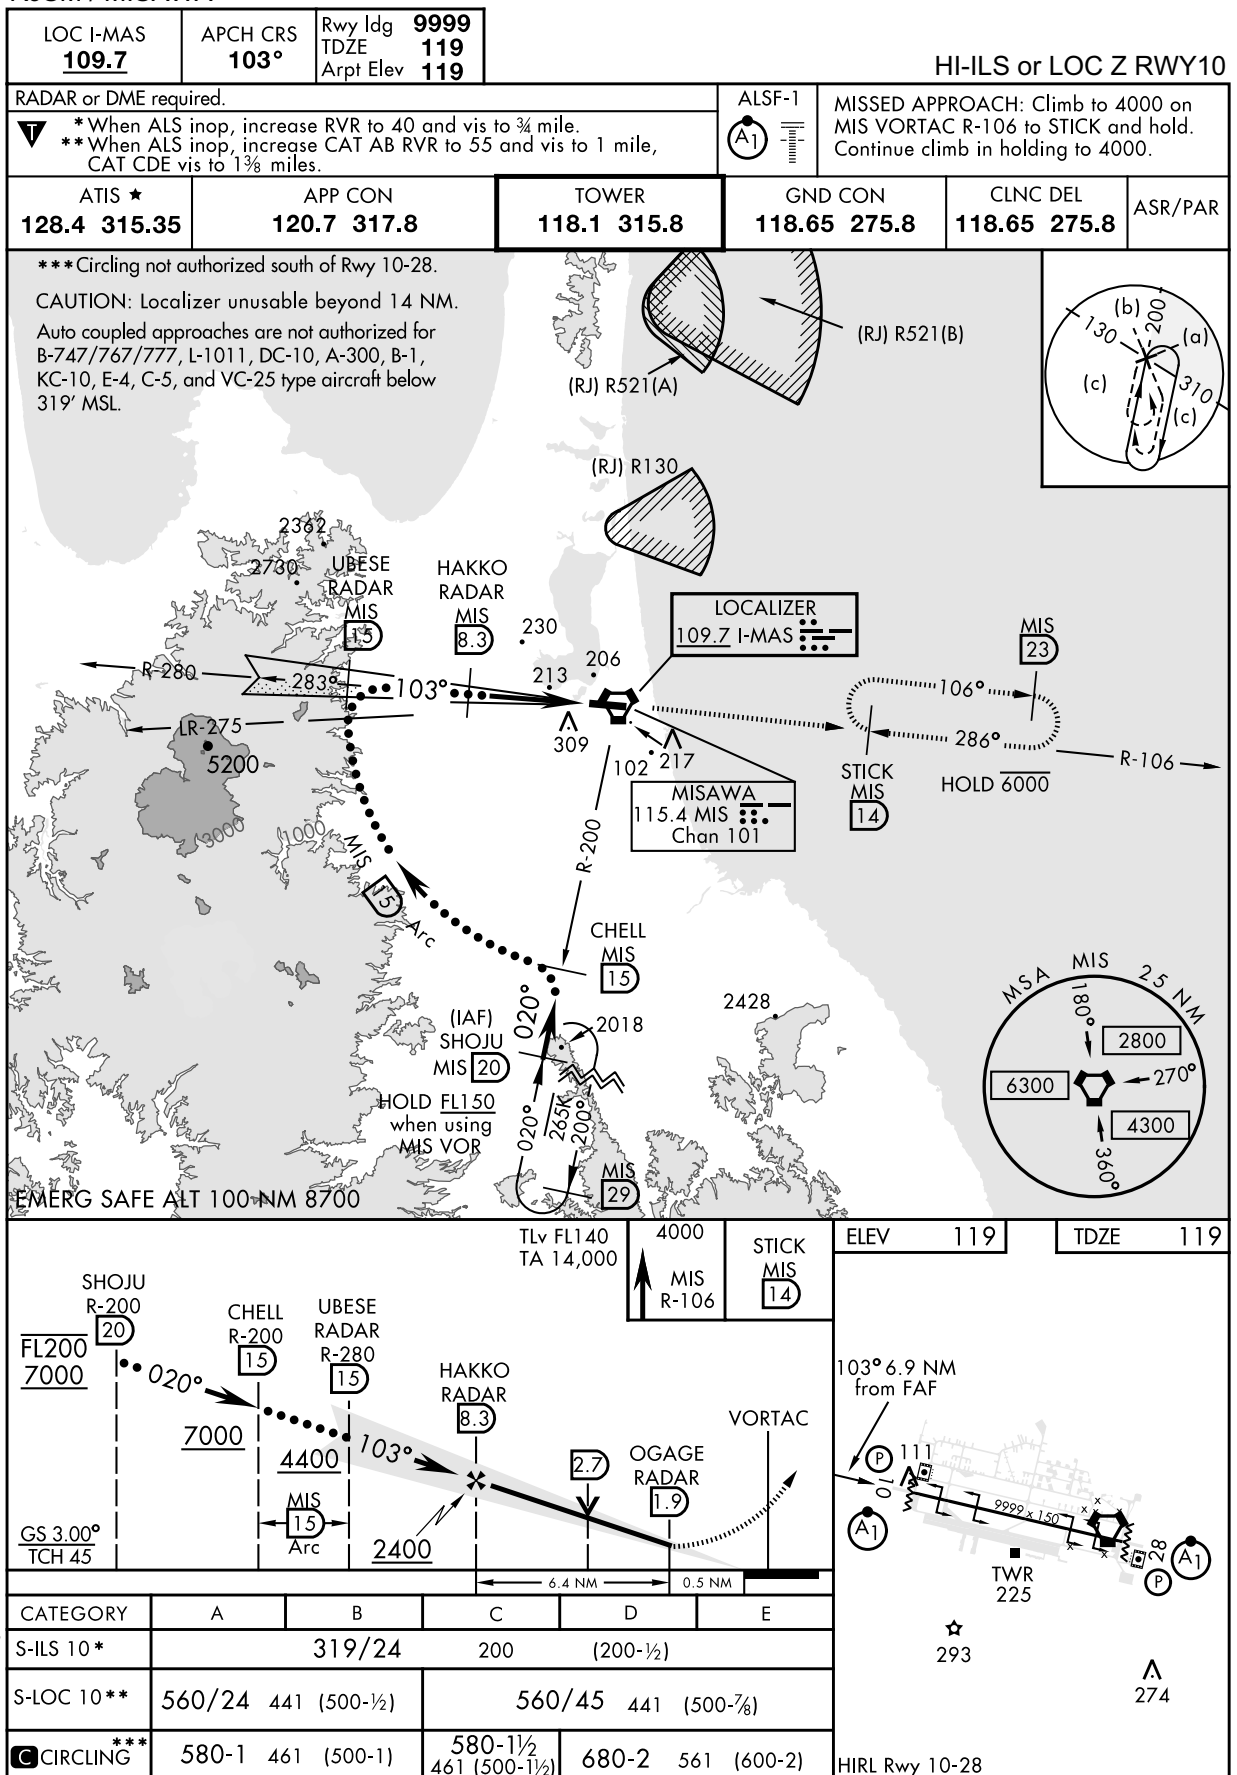 LOC I-MAS
109.7
APCH CRS
103°
Rwy ldg 9999
TDZE 119
Arpt Elev 119
HI-ILS or LOC Z RWY10
RADAR or DME required.
T
* When ALS inop, increase RVR to 40 and vis to ¾ mile.
** When ALS inop, increase CAT AB RVR to 55 and vis to 1 mile,
CAT CDE vis to 1⅜ miles.
ALSF-1
A1
MISSED APPROACH: Climb to 4000 on
MIS VORTAC R-106 to STICK and hold.
Continue climb in holding to 4000.
ATIS ★
128.4 315.35
APP CON
120.7 317.8
TOWER
118.1 315.8
GND CON
118.65 275.8
CLNC DEL
118.65 275.8
ASR/PAR
***Circling not authorized south of Rwy 10-28.
CAUTION: Localizer unusable beyond 14 NM.
Auto coupled approaches are not authorized for
B-747/767/777, L-1011, DC-10, A-300, B-1,
KC-10, E-4, C-5, and VC-25 type aircraft below
319’ MSL.
(RJ) R521(B)
(RJ) R521(A)
(RJ) R130
(b)
200
(a)
130
(c)
310
(c)
2362
2730
UBESE
RADAR
MIS
15
HAKKO
RADAR
MIS
8.3
230
213
206
LOCALIZER
109.7 I-MAS
MIS
23
R-280
283°
103°
LR-275
5200
309
102
217
106°
286°
R-106
STICK
MIS
14
HOLD 6000
MISAWA
115.4 MIS
Chan 101
R-200
3000
1000
MIS
15
Arc
CHELL
MIS
15
020°
(IAF)
SHOJU
MIS 20
2018
2428
HOLD FL150
when using
MIS VOR
020°
265K
200°
MIS
29
MSA MIS 25 NM
180°
2800
6300
270°
4300
360°
EMERG SAFE ALT 100 NM 8700
TLv FL140
TA 14,000
4000
MIS
R-106
STICK
MIS
14
ELEV 119
TDZE 119
SHOJU
R-200
20
FL200
7000
020°
CHELL
R-200
15
7000
UBESE
RADAR
R-280
15
4400
103°
MIS
15
Arc
HAKKO
RADAR
8.3
2400
2.7
OGAGE
RADAR
1.9
VORTAC
GS 3.00°
TCH 45
6.4 NM
0.5 NM
103° 6.9 NM
from FAF
P
111
10
A1
9999 x 150
x
x
x
x
x
TWR
225
28
P
A1
293
274
HIRL Rwy 10-28
CATEGORY A B C D E
S-ILS 10* 319/24 200 (200-½)
S-LOC 10** 560/24 441 (500-½) 560/45 441 (500-⅞)
C CIRCLING*** 580-1 461 (500-1) 580-1½ 461 (500-1½) 680-2 561 (600-2)